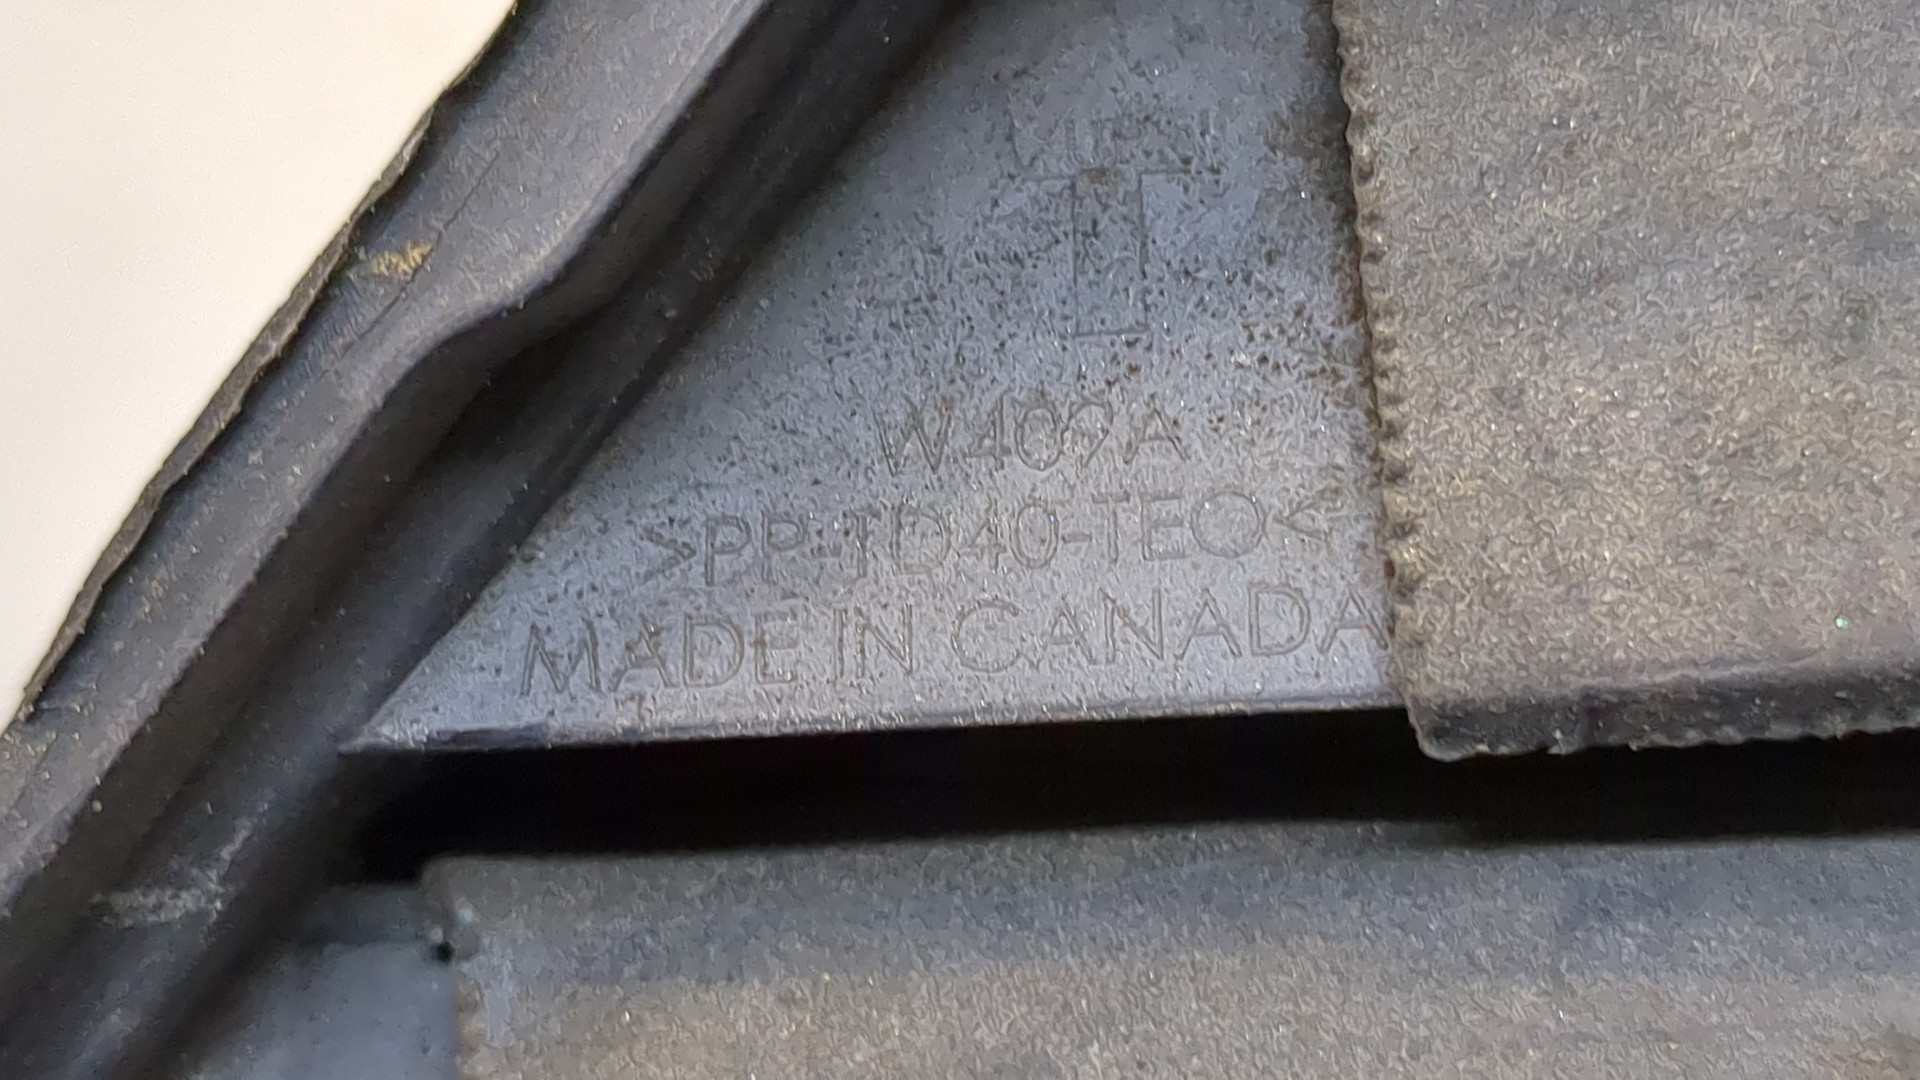 T
W409A
>PP-TD40-TEO<
MADE IN CANADA